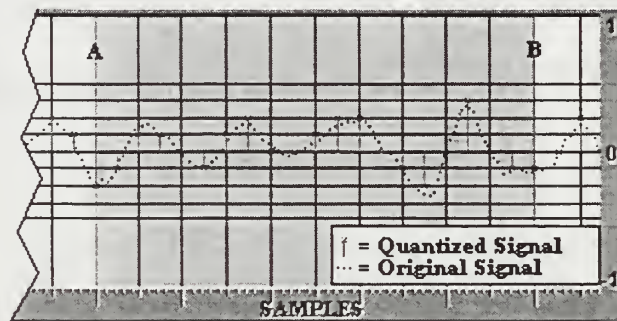 A
B
1
0
† = Quantized Signal
··· = Original Signal
-1
SAMPLES